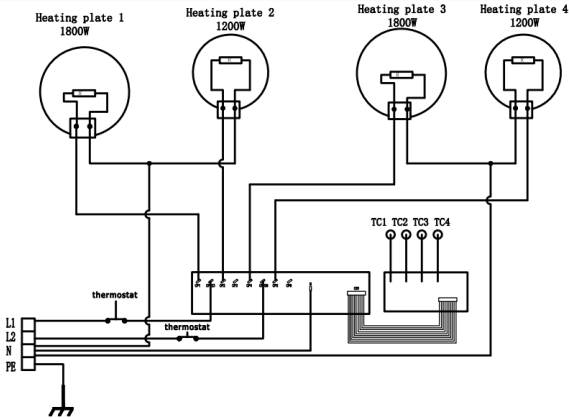 Heating plate 1
1800W
Heating plate 2
1200W
Heating plate 3
1800W
Heating plate 4
1200W
TC1 TC2 TC3 TC4
thermostat
thermostat
L1
L2
N
PE